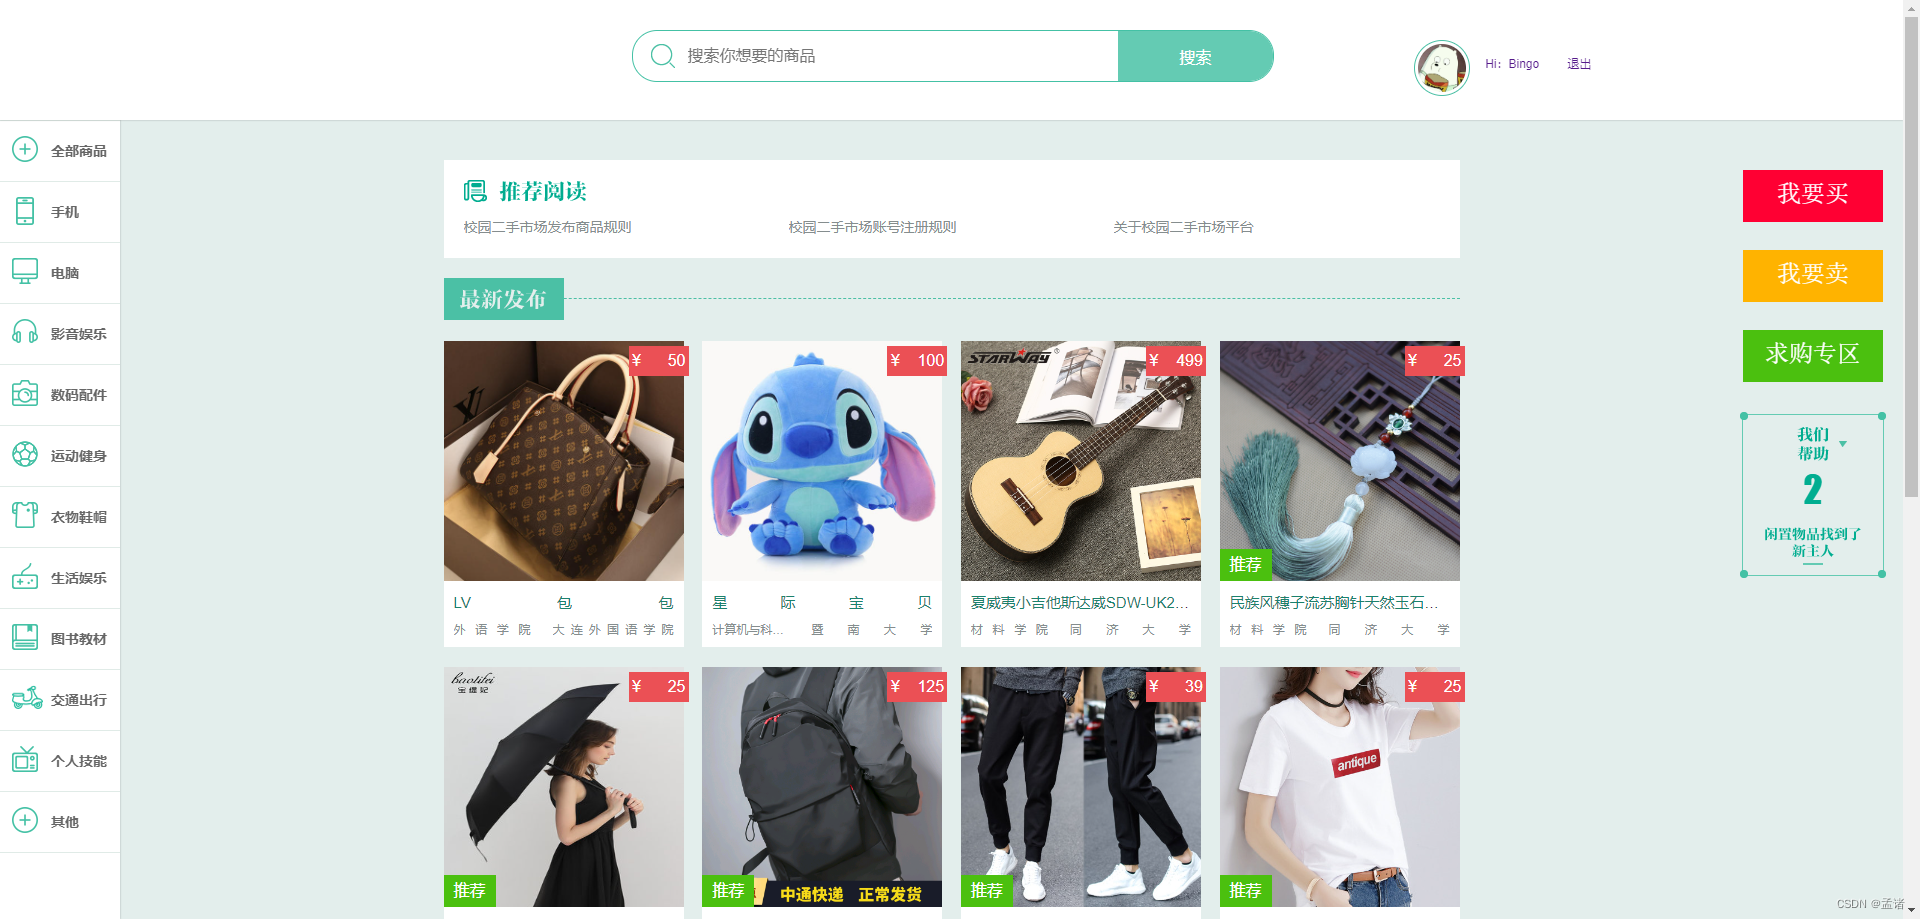 搜索你想要的商品
搜索
Hi: Bingo
退出
全部商品
手机
电脑
影音娱乐
数码配件
运动健身
衣物鞋帽
生活娱乐
图书教材
交通出行
个人技能
其他
推荐阅读
校园二手市场发布商品规则
校园二手市场账号注册规则
关于校园二手市场平台
最新发布
¥ 50
LV 包 包
外语学院 大连外国语学院
¥ 100
星 际 宝 贝
计算机与科... 暨南大学
STARWAY
¥ 499
夏威夷小吉他斯达威SDW-UK2...
材料学院 同济大学
¥ 25
推荐
民族风穗子流苏胸针天然玉石...
材料学院 同济大学
baotifei
宝缇妃
¥ 25
推荐
¥ 125
推荐
中通快递 正常发货
¥ 39
推荐
¥ 25
antique
推荐
我要买
我要卖
求购专区
我们
帮助
2
闲置物品找到了
新主人
CSDN @孟诸